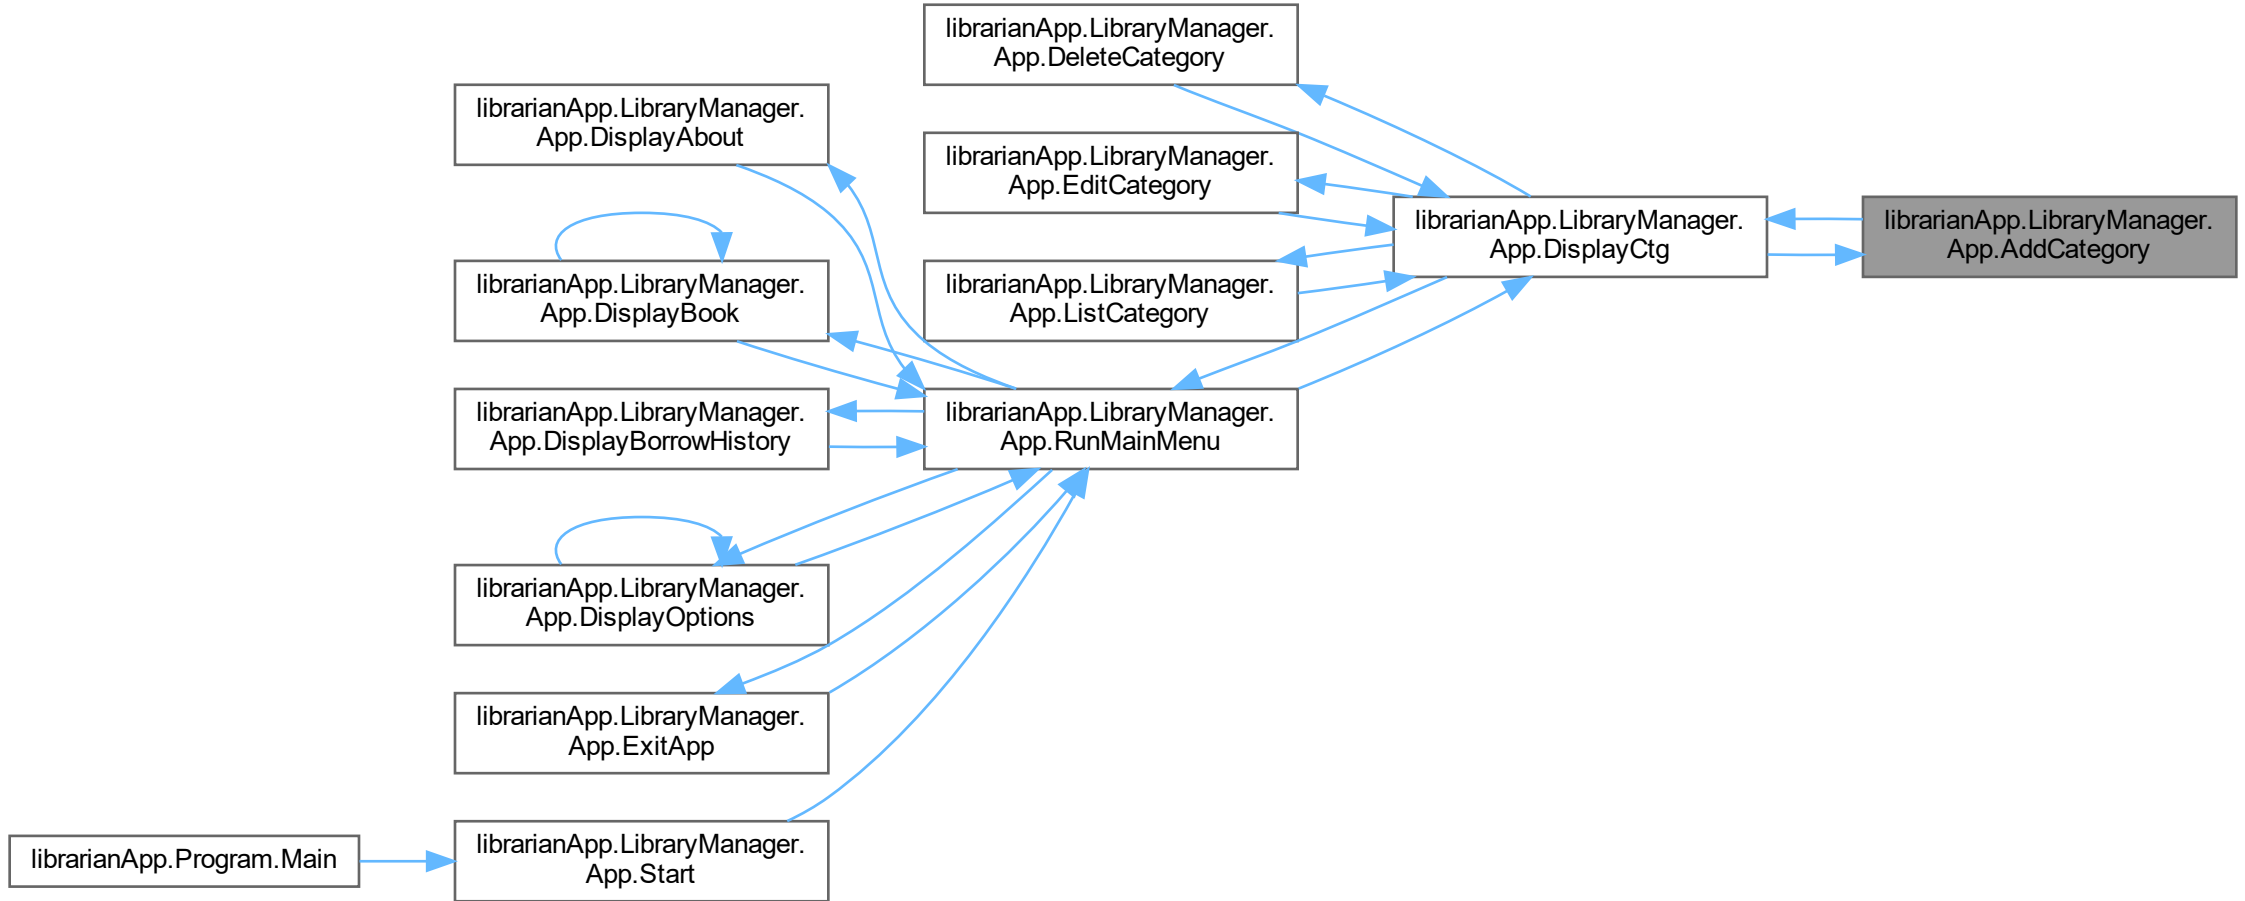 librarianApp.LibraryManager.
App.DeleteCategory
librarianApp.LibraryManager.
App.DisplayAbout
librarianApp.LibraryManager.
App.EditCategory
librarianApp.LibraryManager.
App.DisplayCtg
librarianApp.LibraryManager.
App.AddCategory
librarianApp.LibraryManager.
App.DisplayBook
librarianApp.LibraryManager.
App.ListCategory
librarianApp.LibraryManager.
App.DisplayBorrowHistory
librarianApp.LibraryManager.
App.RunMainMenu
librarianApp.LibraryManager.
App.DisplayOptions
librarianApp.LibraryManager.
App.ExitApp
librarianApp.Program.Main
librarianApp.LibraryManager.
App.Start